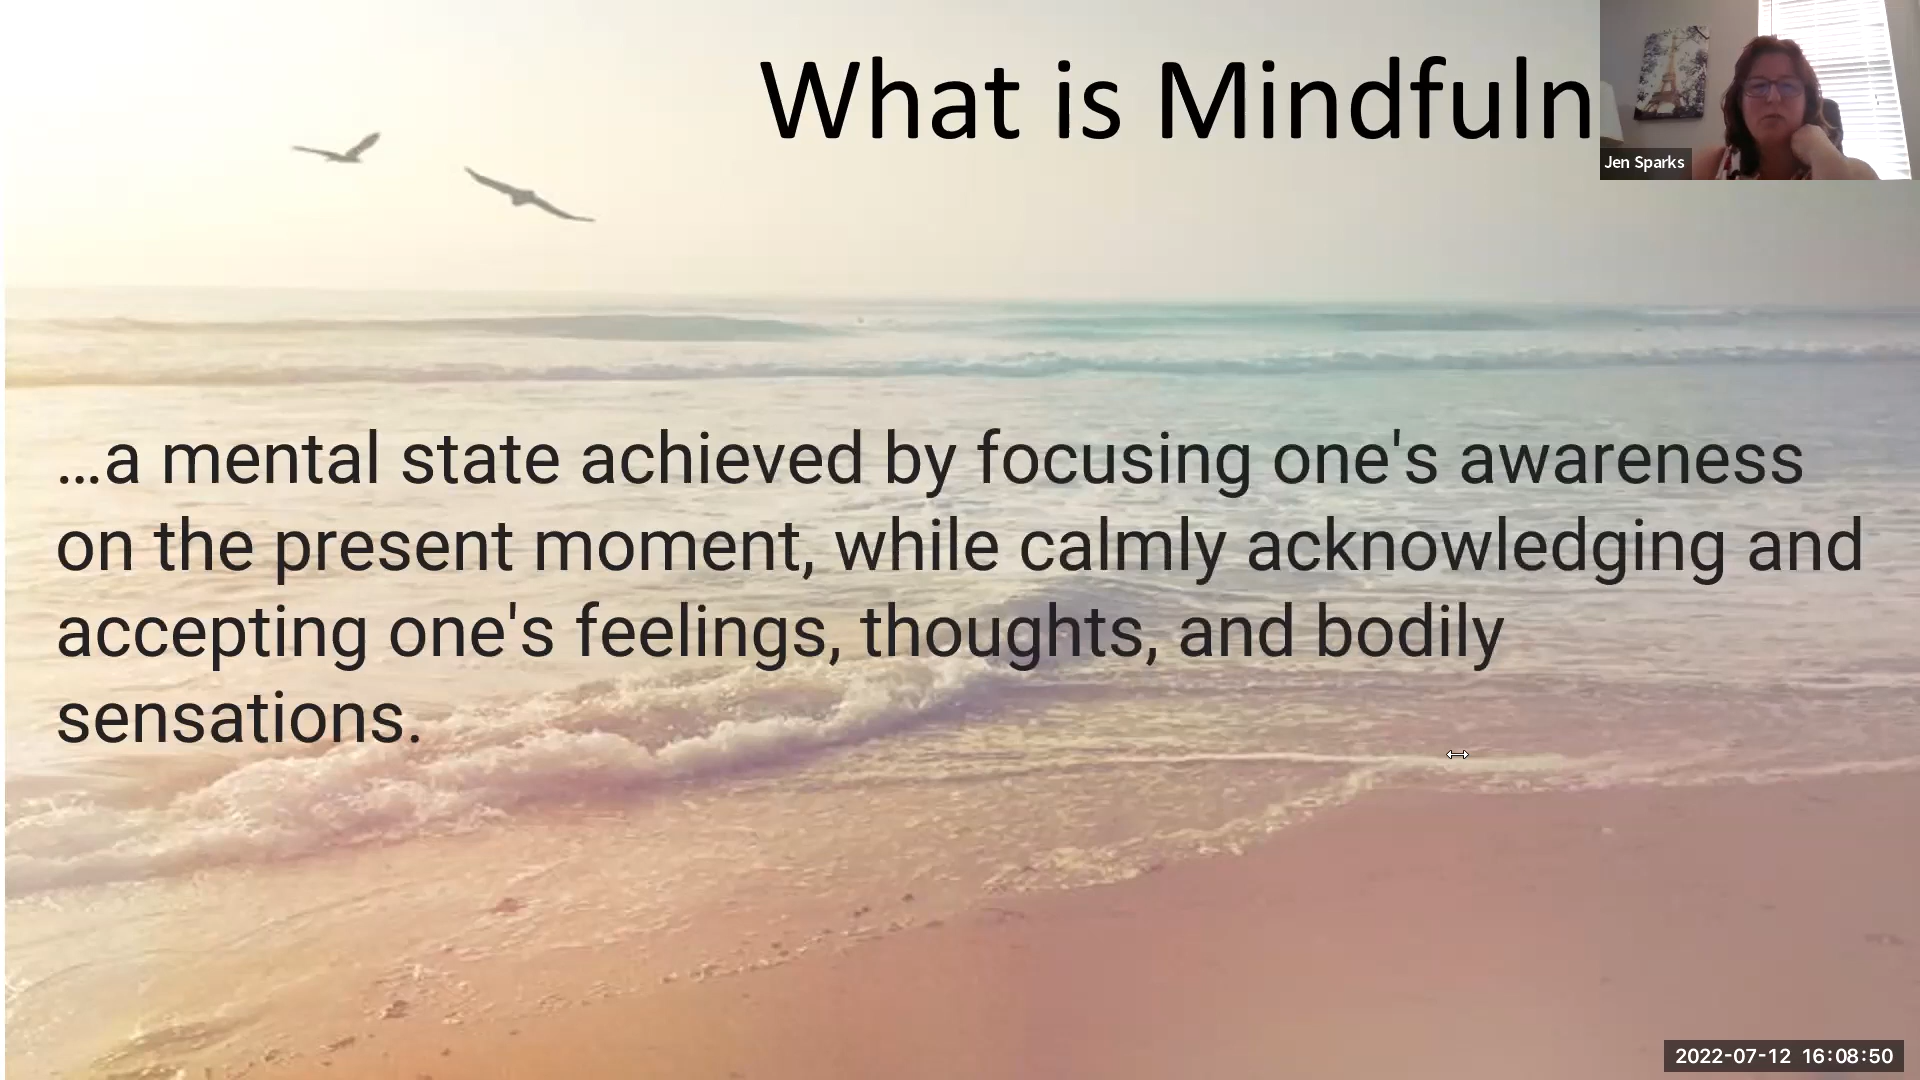 What is Mindfuln
Jen Sparks
...a mental state achieved by focusing one's awareness
on the present moment, while calmly acknowledging and
accepting one's feelings, thoughts, and bodily
sensations.
2022-07-12 16:08:50